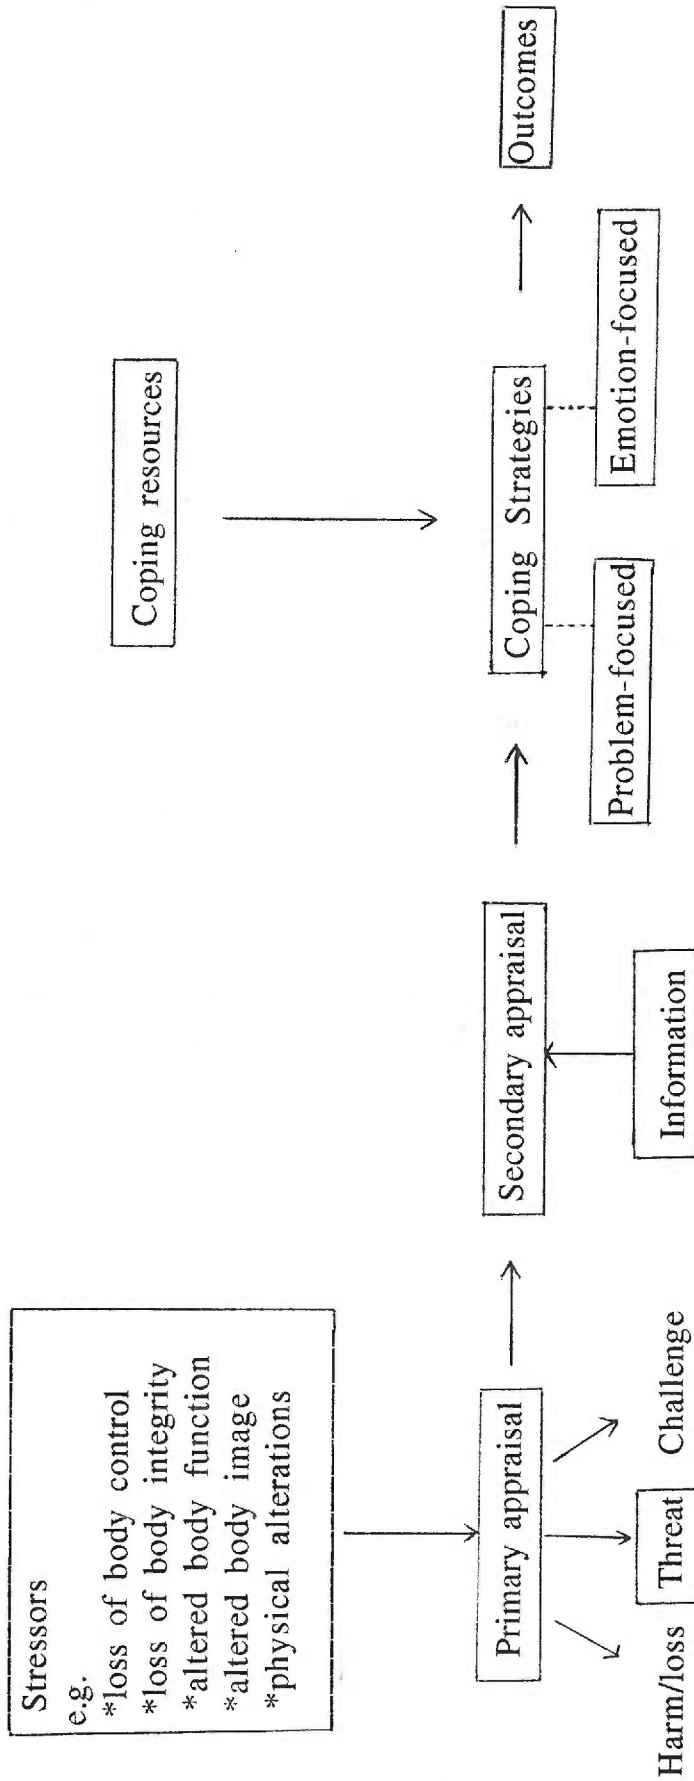 Stressors
e.g.
*loss of body control
*loss of body integrity
*altered body function
*altered body image
*physical alterations
Coping resources
Primary appraisal
Secondary appraisal
Coping Strategies
Outcomes
Harm/loss
Threat
Challenge
Information
Problem-focused
Emotion-focused